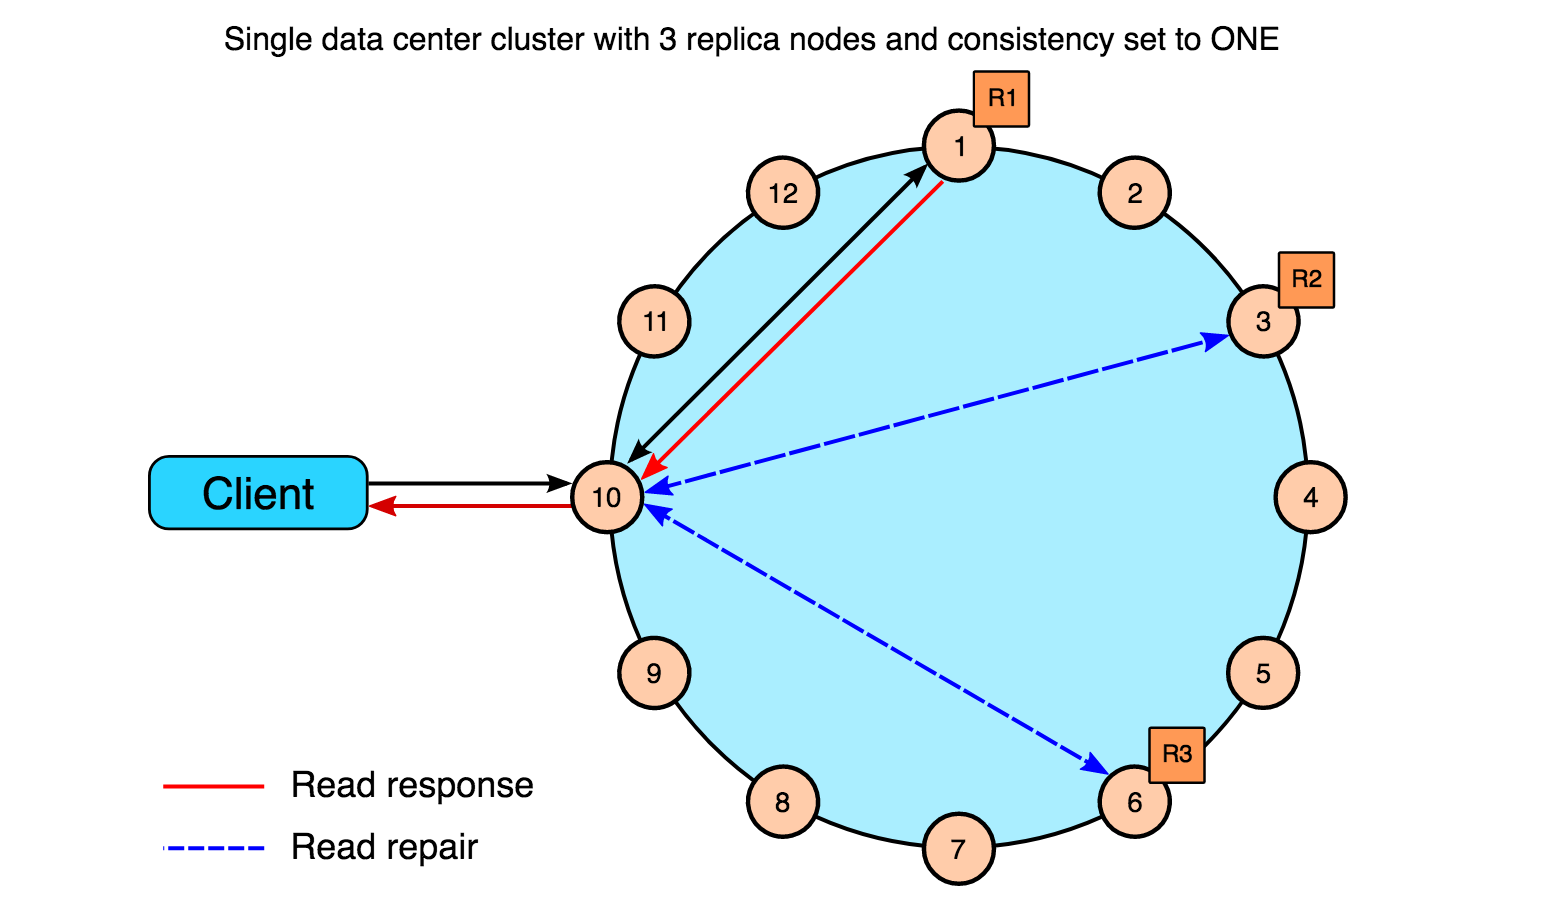 Single data center cluster with 3 replica nodes and consistency set to ONE
R1
1
12
2
R2
11
3
Client
10
4
9
5
R3
6
8
7
Read response
Read repair